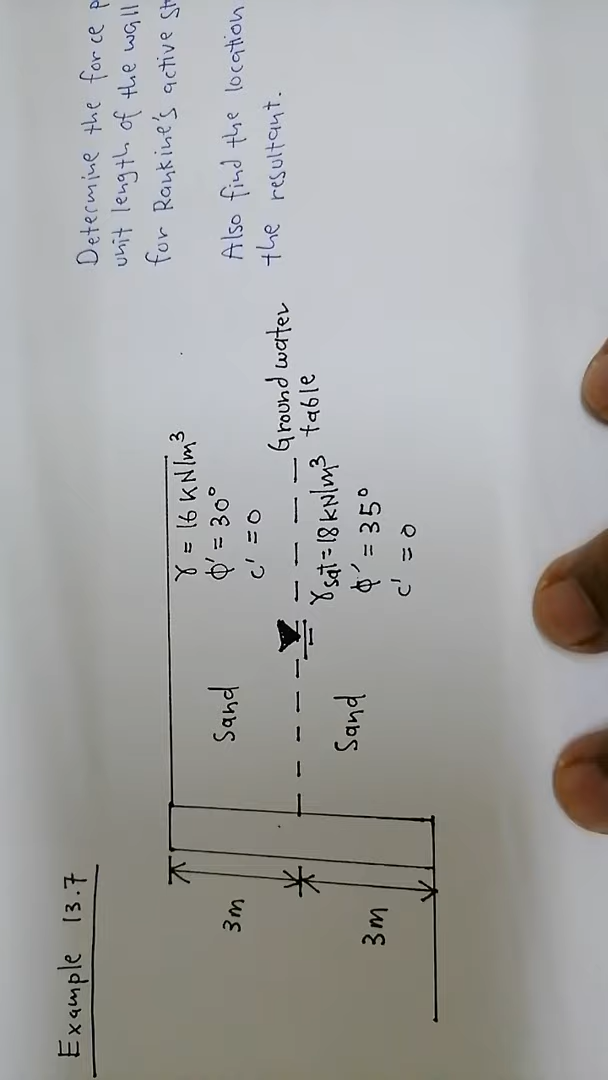 Example 13.7
3m
3m
Sand
Sand
γ = 16 kN/m³
φ' = 30°
c' = 0
Ground water
table
γsat = 18 kN/m³
φ' = 35°
c' = 0
Determine the force
unit length of the wall
for Rankine's active
Also find the location
the resultant.